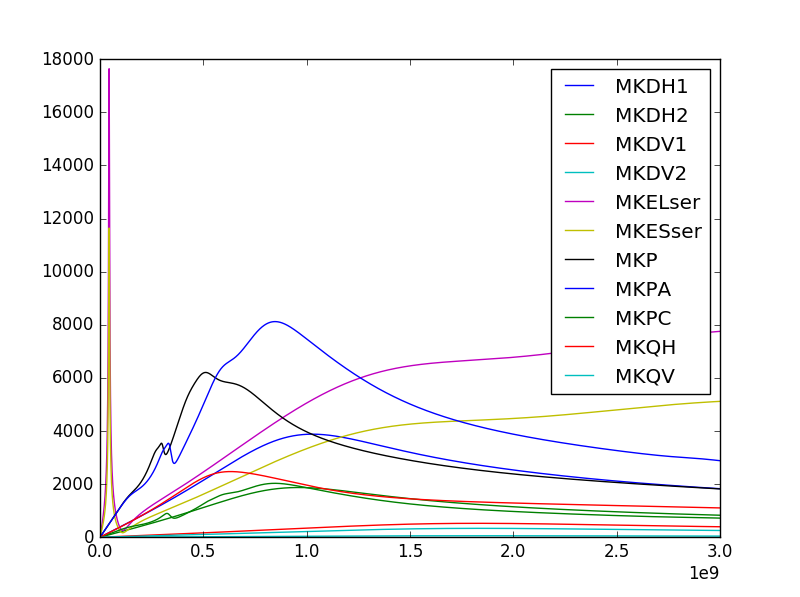 18000
16000
14000
12000
10000
8000
6000
4000
2000
0
0.0 0.5 1.0 1.5 2.0 2.5 3.0
1e9
MKDH1
MKDH2
MKDV1
MKDV2
MKELser
MKESser
MKP
MKPA
MKPC
MKQH
MKQV